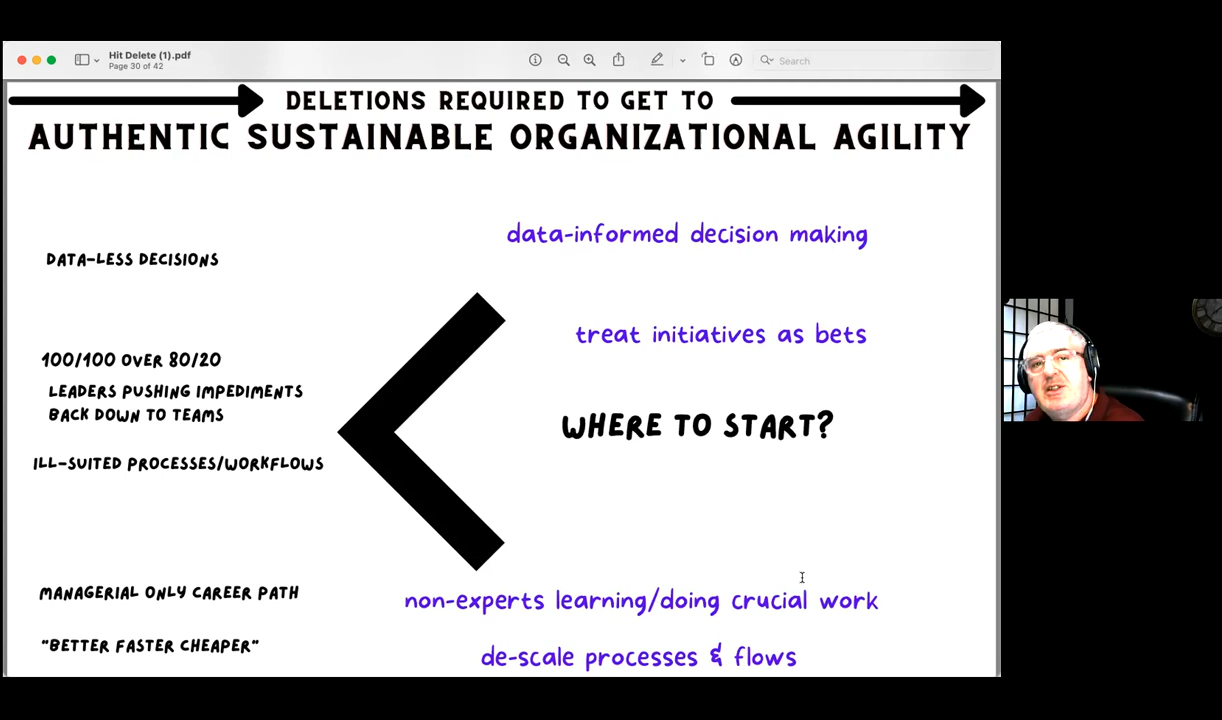 Hit Delete (1).pdf
Page 30 of 42
Search
DELETIONS REQUIRED TO GET TO
AUTHENTIC SUSTAINABLE ORGANIZATIONAL AGILITY
data-informed decision making
DATA-LESS DECISIONS
treat initiatives as bets
100/100 OVER 80/20
LEADERS PUSHING IMPEDIMENTS
BACK DOWN TO TEAMS
WHERE TO START?
ILL-SUITED PROCESSES/WORKFLOWS
MANAGERIAL ONLY CAREER PATH
non-experts learning/doing crucial work
"BETTER FASTER CHEAPER"
de-scale processes & flows